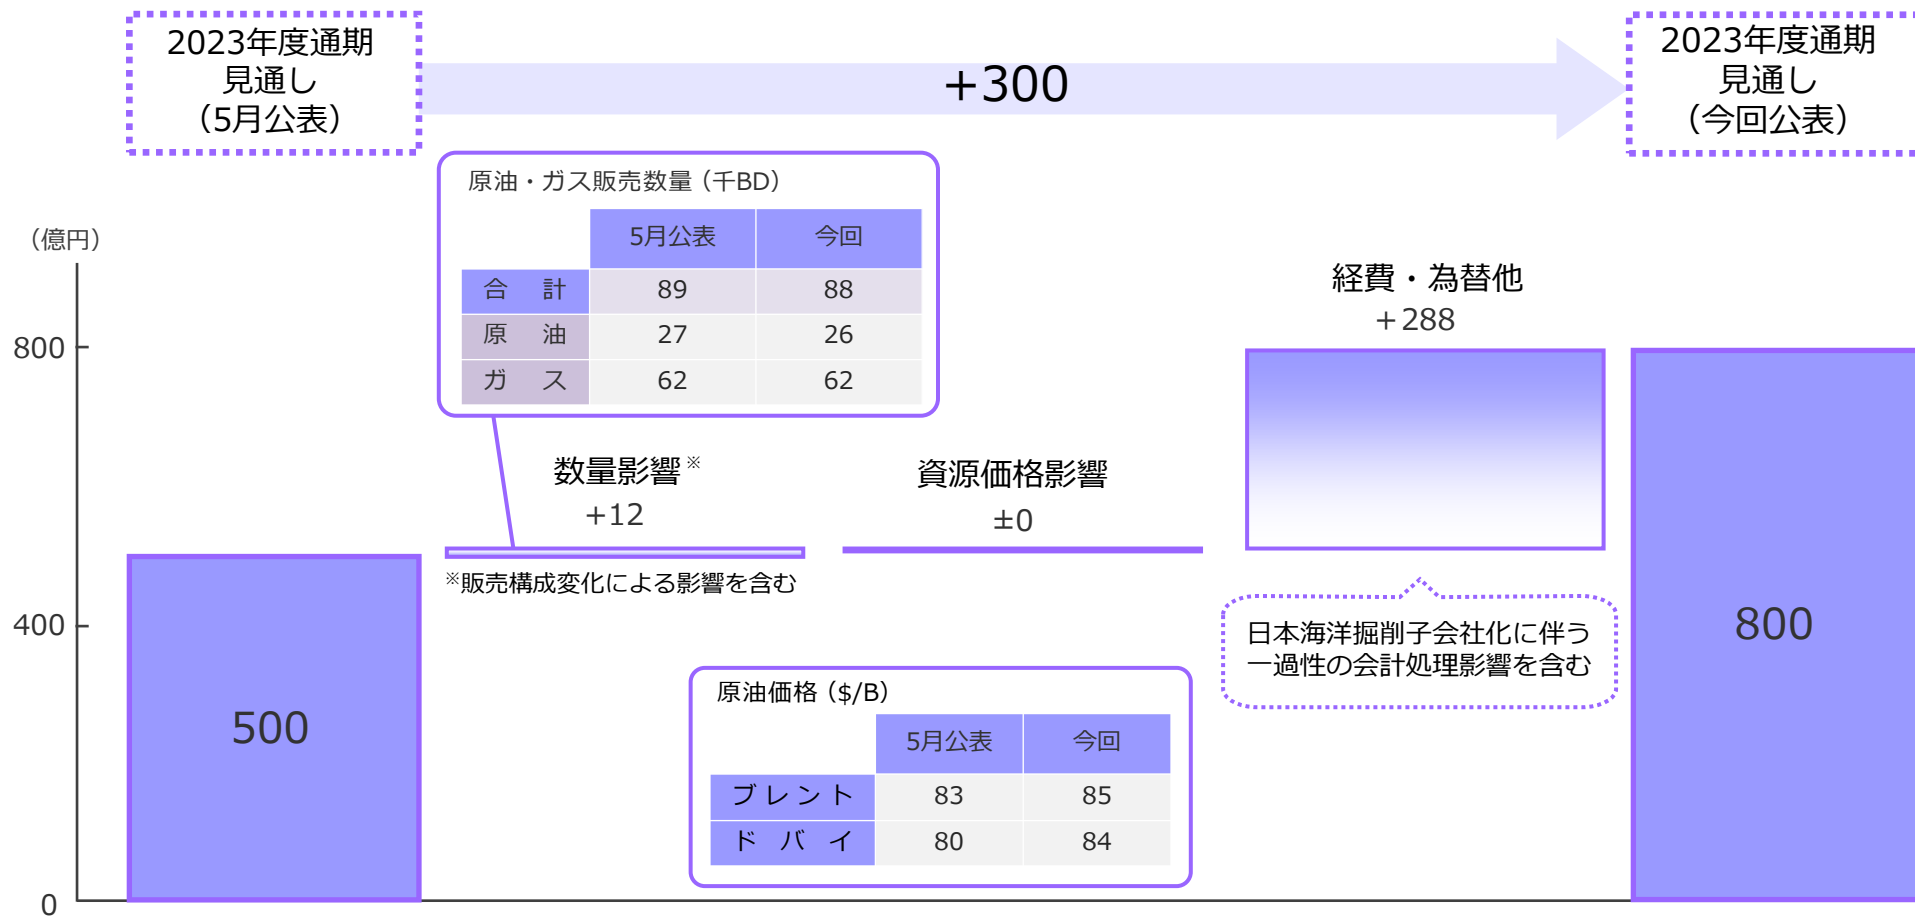 2023年度通期
見通し
（5月公表）
+300
2023年度通期
見通し
（今回公表）
原油・ガス販売数量（千BD）
5月公表 今回
合 計 89 88
原 油 27 26
ガ ス 62 62
（億円）
800
400
0
数量影響※
+12
※販売構成変化による影響を含む
資源価格影響
±0
経費・為替他
＋288
日本海洋掘削子会社化に伴う
一過性の会計処理影響を含む
原油価格（$/B）
5月公表 今回
ブレント 83 85
ド バ イ 80 84
500
800